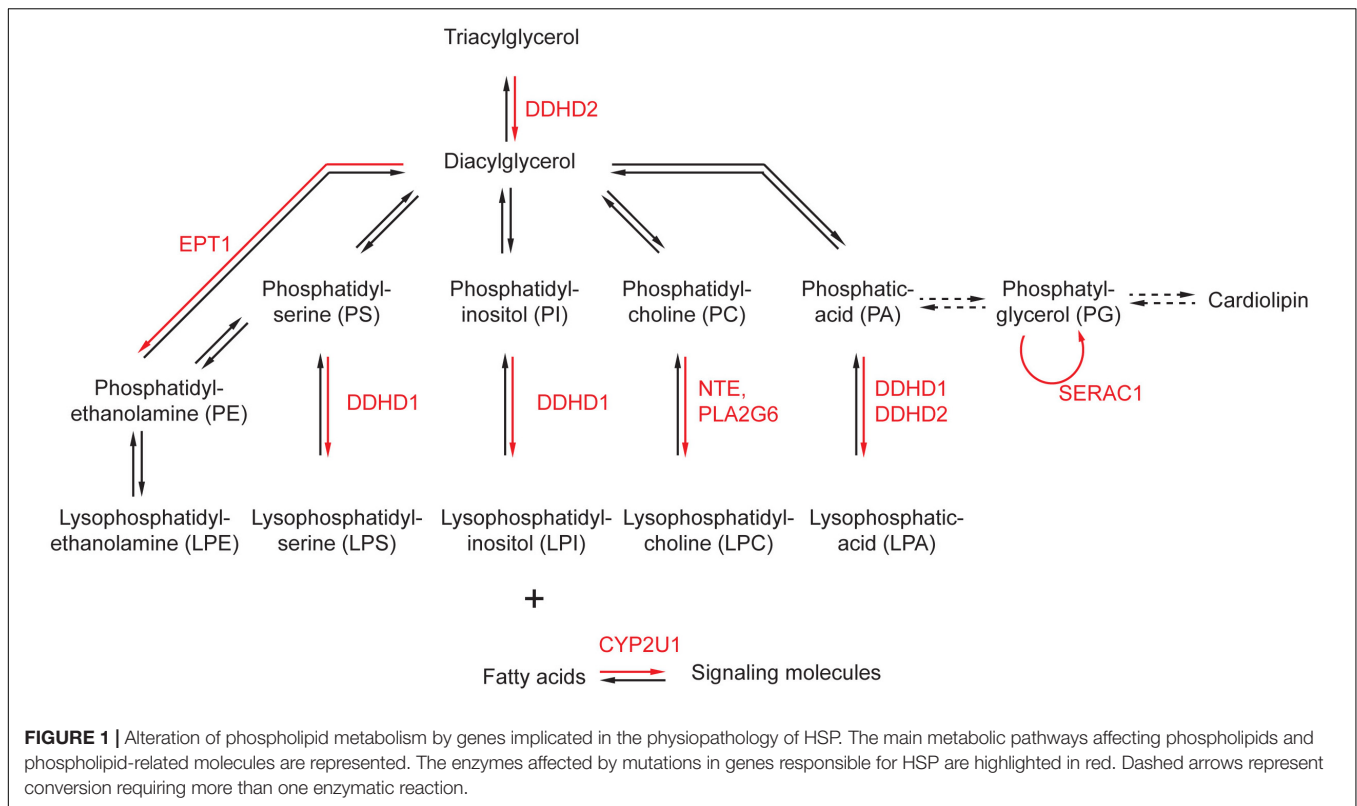 Triacylglycerol
DDHD2
Diacylglycerol
EPT1
Phosphatidyl-
serine (PS)
Phosphatidyl-
inositol (PI)
Phosphatidyl-
choline (PC)
Phosphatic-
acid (PA)
Phosphatyl-
glycerol (PG)
Cardiolipin
Phosphatidyl-
ethanolamine (PE)
DDHD1
DDHD1
NTE,
PLA2G6
DDHD1
DDHD2
SERAC1
Lysophosphatidyl-
ethanolamine (LPE)
Lysophosphatidyl-
serine (LPS)
Lysophosphatidyl-
inositol (LPI)
Lysophosphatidyl-
choline (LPC)
Lysophosphatic-
acid (LPA)
+
CYP2U1
Fatty acids
Signaling molecules
FIGURE 1 | Alteration of phospholipid metabolism by genes implicated in the physiopathology of HSP. The main metabolic pathways affecting phospholipids and
phospholipid-related molecules are represented. The enzymes affected by mutations in genes responsible for HSP are highlighted in red. Dashed arrows represent
conversion requiring more than one enzymatic reaction.